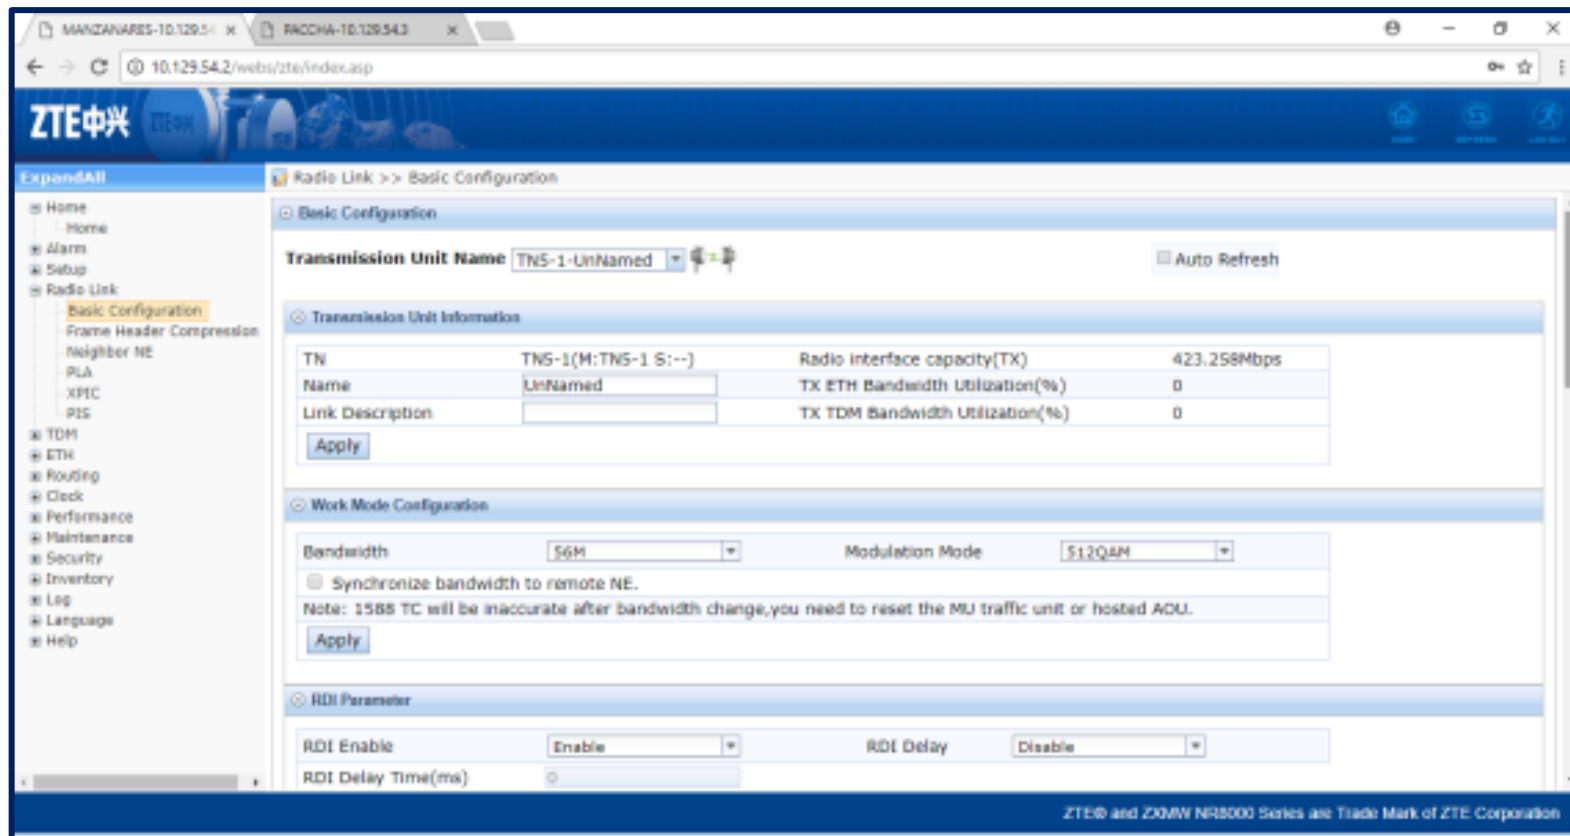 MANZANARES-10.129.54
PACCHA-10.129.54.3
10.129.54.2/webs/zte/index.asp
ZTE中兴
ExpandAll
Radio Link >> Basic Configuration
Home
Home
Alarm
Setup
Radio Link
Basic Configuration
Frame Header Compression
Neighbor NE
PLA
XPIC
PIS
TDM
ETH
Routing
Clock
Performance
Maintenance
Security
Inventory
Log
Language
Help
Basic Configuration
Transmission Unit Name TN5-1-UnNamed Auto Refresh
Transmission Unit Information
TN TN5-1(M:TN5-1 S:--) Radio interface capacity(TX) 423.258Mbps
Name UnNamed TX ETH Bandwidth Utilization(%) 0
Link Description TX TDM Bandwidth Utilization(%) 0
Apply
Work Mode Configuration
Bandwidth 56M Modulation Mode 512QAM
Synchronize bandwidth to remote NE.
Note: 1588 TC will be inaccurate after bandwidth change,you need to reset the MU traffic unit or hosted AOU.
Apply
RDI Parameter
RDI Enable Enable RDI Delay Disable
RDI Delay Time(ms) 0
ZTE® and ZXMW NR8000 Series are Trade Mark of ZTE Corporation